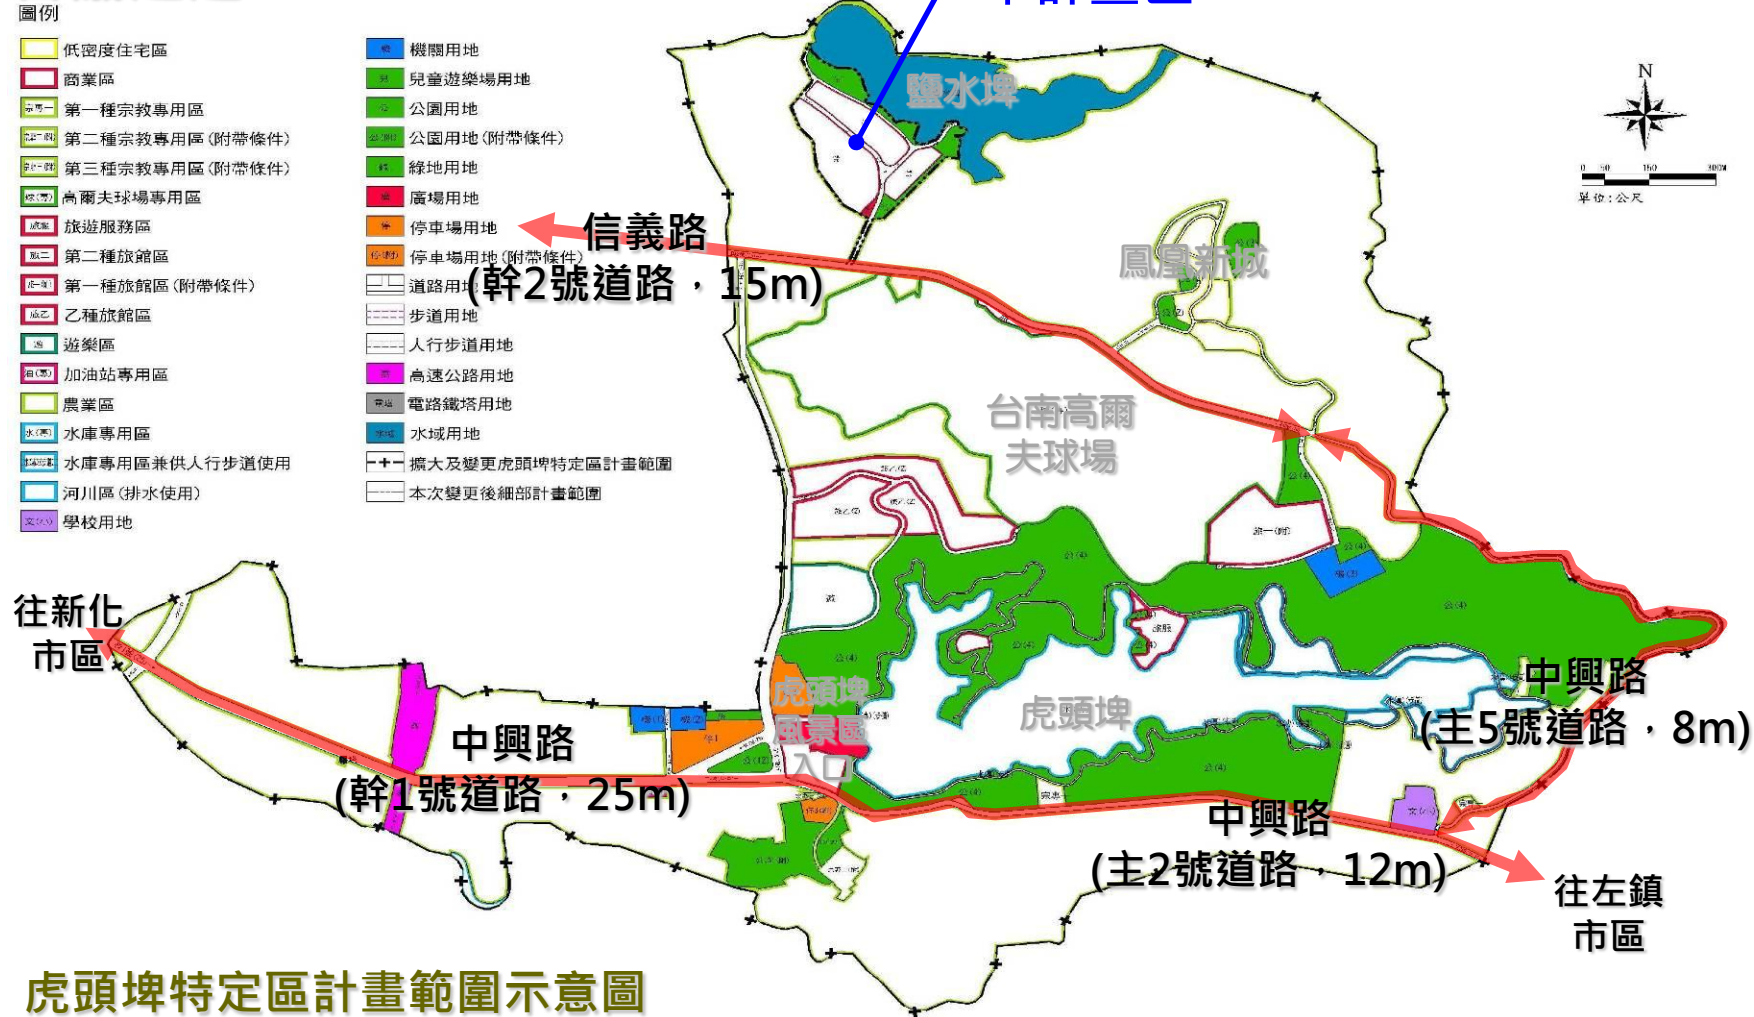 圖例
低密度住宅區
商業區
第一種宗教專用區
第二種宗教專用區(附帶條件)
第三種宗教專用區(附帶條件)
高爾夫球場專用區
旅遊服務區
第二種旅館區
第一種旅館區(附帶條件)
乙種旅館區
遊樂區
加油站專用區
農業區
水庫專用區
水庫專用區兼供人行步道使用
河川區(排水使用)
學校用地
機關用地
兒童遊樂場用地
公園用地
公園用地(附帶條件)
綠地用地
廣場用地
停車場用地
停車場用地(附帶條件)
道路用地
步道用地
人行步道用地
高速公路用地
電路鐵塔用地
水域用地
擴大及變更虎頭埤特定區計畫範圍
本次變更後細部計畫範圍
鹽水埤
N
0 50 150 300M
單位:公尺
信義路
(幹2號道路,15m)
鳳凰新城
台南高爾
夫球場
往新化
市區
中興路
(幹1號道路,25m)
虎頭埤
風景區
入口
虎頭埤
中興路
(主5號道路,8m)
中興路
(主2號道路,12m)
往左鎮
市區
虎頭埤特定區計畫範圍示意圖